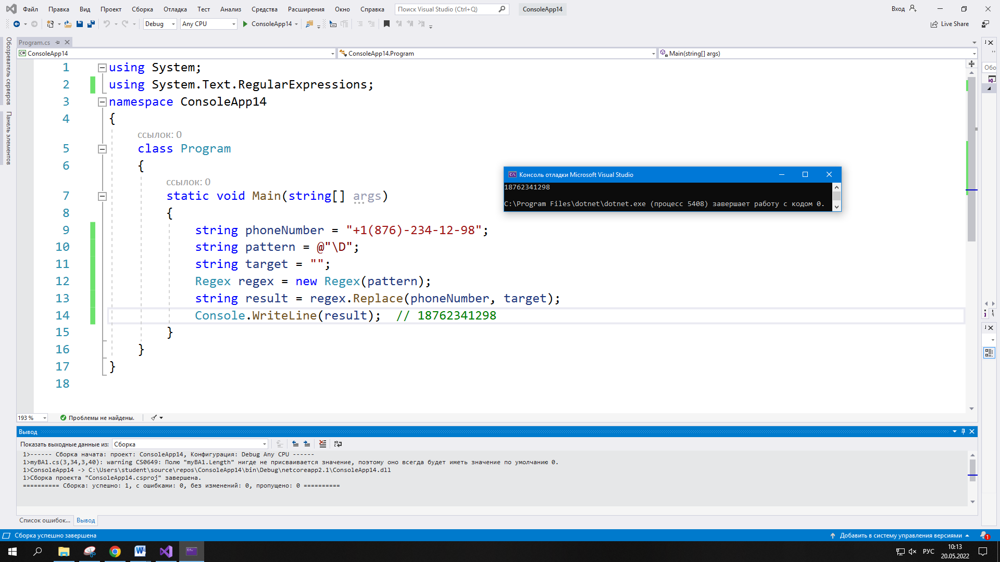 Файл Правка Вид Проект Сборка Отладка Тест Анализ Средства Расширения Окно Справка Поиск Visual Studio (Ctrl+Q) ConsoleApp14 Вход
Debug Any CPU ConsoleApp14 Live Share
Обозреватель серверов
Панель элементов
Program.cs
ConsoleApp14 ConsoleApp14.Program Main(string[] args)
Обо
1 using System;
2 using System.Text.RegularExpressions;
3 namespace ConsoleApp14
4 {
ссылок: 0
5 class Program
6 {
ссылок: 0
7 static void Main(string[] args)
8 {
9 string phoneNumber = "+1(876)-234-12-98";
10 string pattern = @"\D";
11 string target = "";
12 Regex regex = new Regex(pattern);
13 string result = regex.Replace(phoneNumber, target);
14 Console.WriteLine(result); // 18762341298
15 }
16 }
17 }
18
Консоль отладки Microsoft Visual Studio
18762341298
C:\Program Files\dotnet\dotnet.exe (процесс 5408) завершает работу с кодом 0.
193 % Проблемы не найдены.
Вывод
Показать выходные данные из: Сборка
1>------ Сборка начата: проект: ConsoleApp14, Конфигурация: Debug Any CPU ------
1>myBA1.cs(3,34,3,40): warning CS0649: Полю "myBA1.Length" нигде не присваивается значение, поэтому оно всегда будет иметь значение по умолчанию 0.
1>ConsoleApp14 -> C:\Users\student\source\repos\ConsoleApp14\bin\Debug\netcoreapp2.1\ConsoleApp14.dll
1>Сборка проекта "ConsoleApp14.csproj" завершена.
========== Сборка: успешно: 1, с ошибками: 0, без изменений: 0, пропущено: 0 ==========
Список ошибок... Вывод
Сборка успешно завершена Добавить в систему управления версиями 1
РУС 10:13
20.05.2022